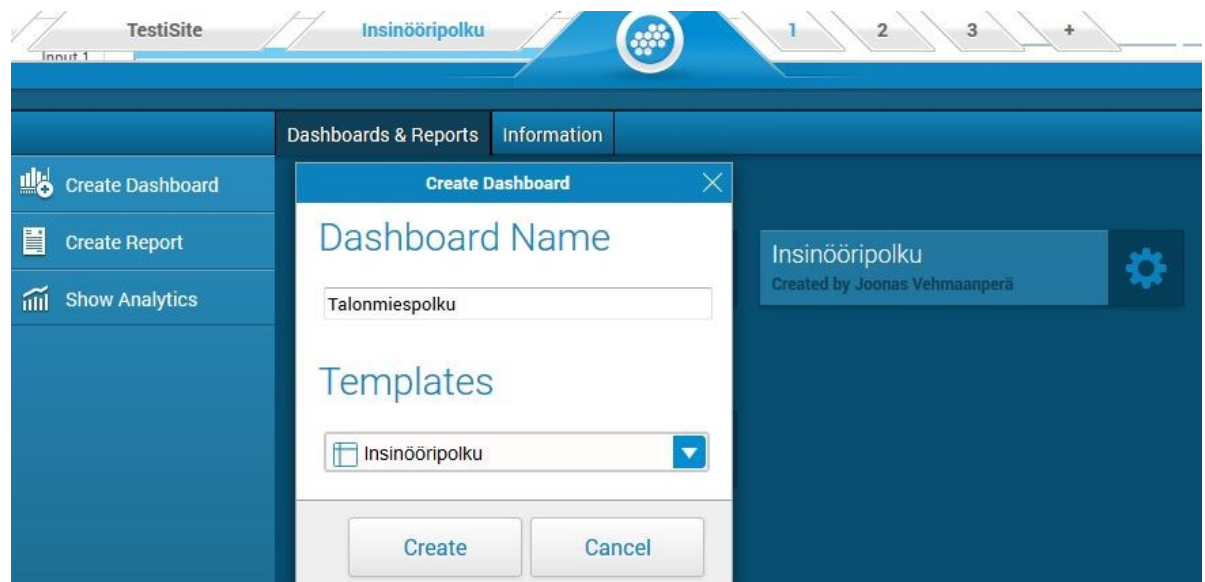 TestiSite Insinööripolku 1 2 3 +
Input 1
Dashboards & Reports Information
Create Dashboard
Create Report
Show Analytics
Create Dashboard
Dashboard Name
Talonmiespolku
Templates
Insinööripolku
Create Cancel
Insinööripolku
Created by Joonas Vehmaanperä